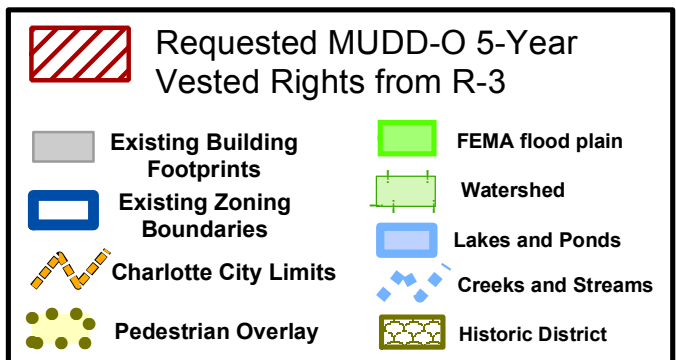 Requested MUDD-O 5-Year
Vested Rights from R-3
Existing Building
Footprints
Existing Zoning
Boundaries
Charlotte City Limits
Pedestrian Overlay
FEMA flood plain
Watershed
Lakes and Ponds
Creeks and Streams
Historic District